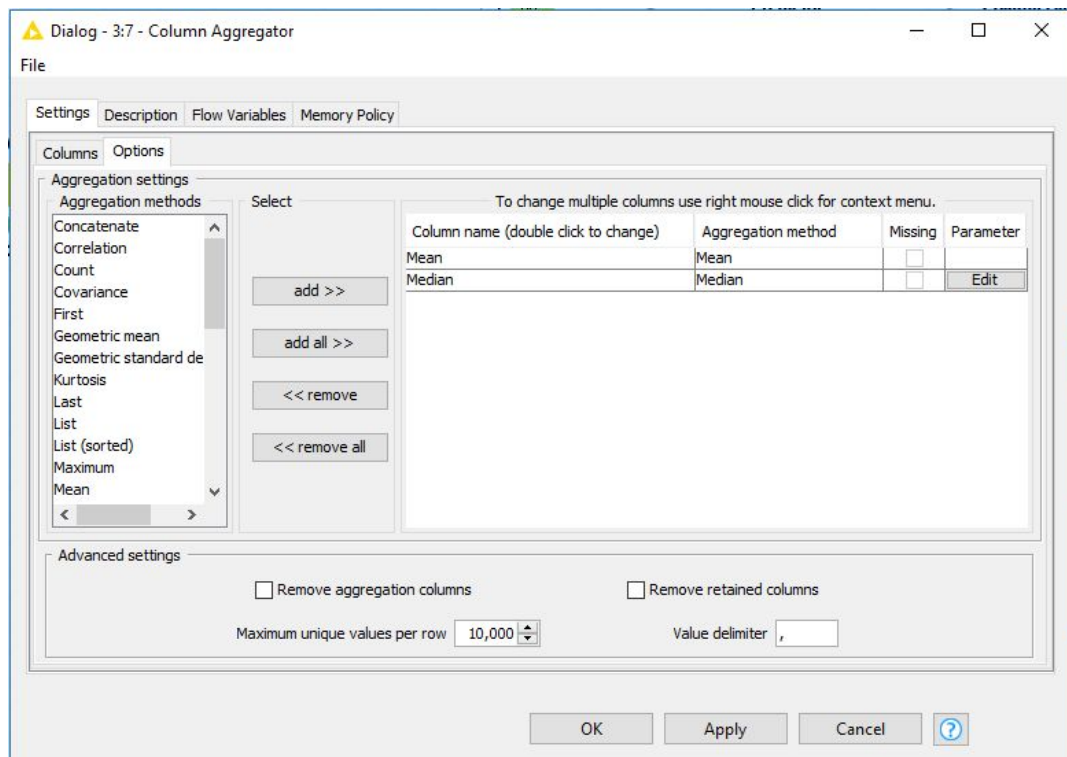 Dialog - 3:7 - Column Aggregator
File
Settings Description Flow Variables Memory Policy
Columns Options
Aggregation settings
Aggregation methods
Concatenate
Correlation
Count
Covariance
First
Geometric mean
Geometric standard de
Kurtosis
Last
List
List (sorted)
Maximum
Mean
Select
add >>
add all >>
<< remove
<< remove all
To change multiple columns use right mouse click for context menu.
Column name (double click to change) Aggregation method Missing Parameter
Mean Mean
Median Median Edit
Advanced settings
Remove aggregation columns Remove retained columns
Maximum unique values per row 10,000 Value delimiter ,
OK Apply Cancel ?